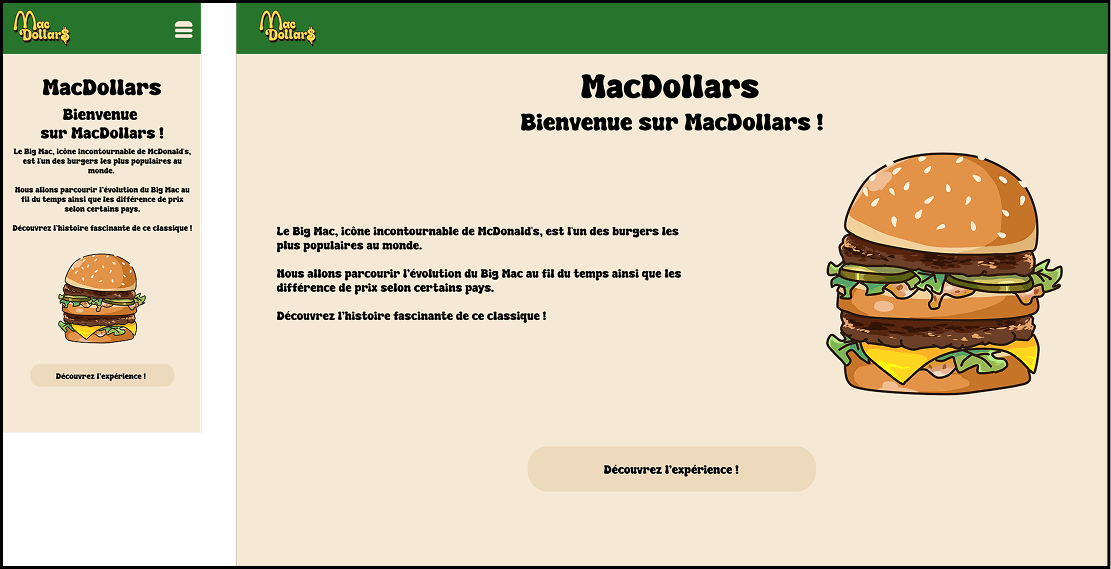 Mac
Dollar$
MacDollars
Bienvenue
sur MacDollars !
Le Big Mac, icône incontournable de McDonald's,
est l'un des burgers les plus populaires au
monde.
Nous allons parcourir l'évolution du Big Mac au
fil du temps ainsi que les différence de prix
selon certains pays.
Découvrez l'histoire fascinante de ce classique !
Découvrez l'expérience !
Mac
Dollar$
MacDollars
Bienvenue sur MacDollars !
Le Big Mac, icône incontournable de McDonald's, est l'un des burgers les
plus populaires au monde.
Nous allons parcourir l'évolution du Big Mac au fil du temps ainsi que les
différence de prix selon certains pays.
Découvrez l'histoire fascinante de ce classique !
Découvrez l'expérience !